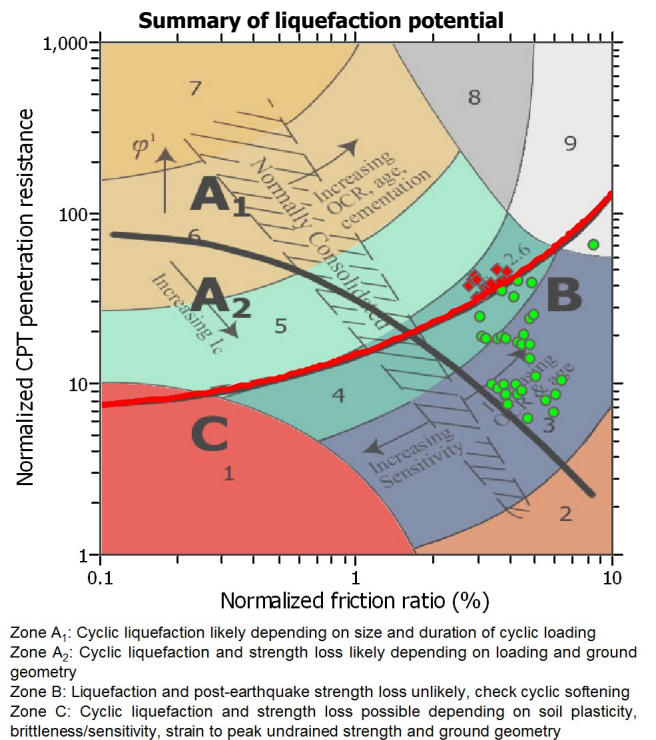 Summary of liquefaction potential
1,000
7
8
9
φ¹
Increasing
OCR, age,
cementation
Normally Consolidated
A1
100
6
2.6
Increasing Ic
A2
B
5
10
4
OCR & age
3
Increasing
Sensitivity
C
1
2
1
0.1
1
10
Normalized CPT penetration resistance
Normalized friction ratio (%)
Zone A1: Cyclic liquefaction likely depending on size and duration of cyclic loading
Zone A2: Cyclic liquefaction and strength loss likely depending on loading and ground
geometry
Zone B: Liquefaction and post-earthquake strength loss unlikely, check cyclic softening
Zone C: Cyclic liquefaction and strength loss possible depending on soil plasticity,
brittleness/sensitivity, strain to peak undrained strength and ground geometry